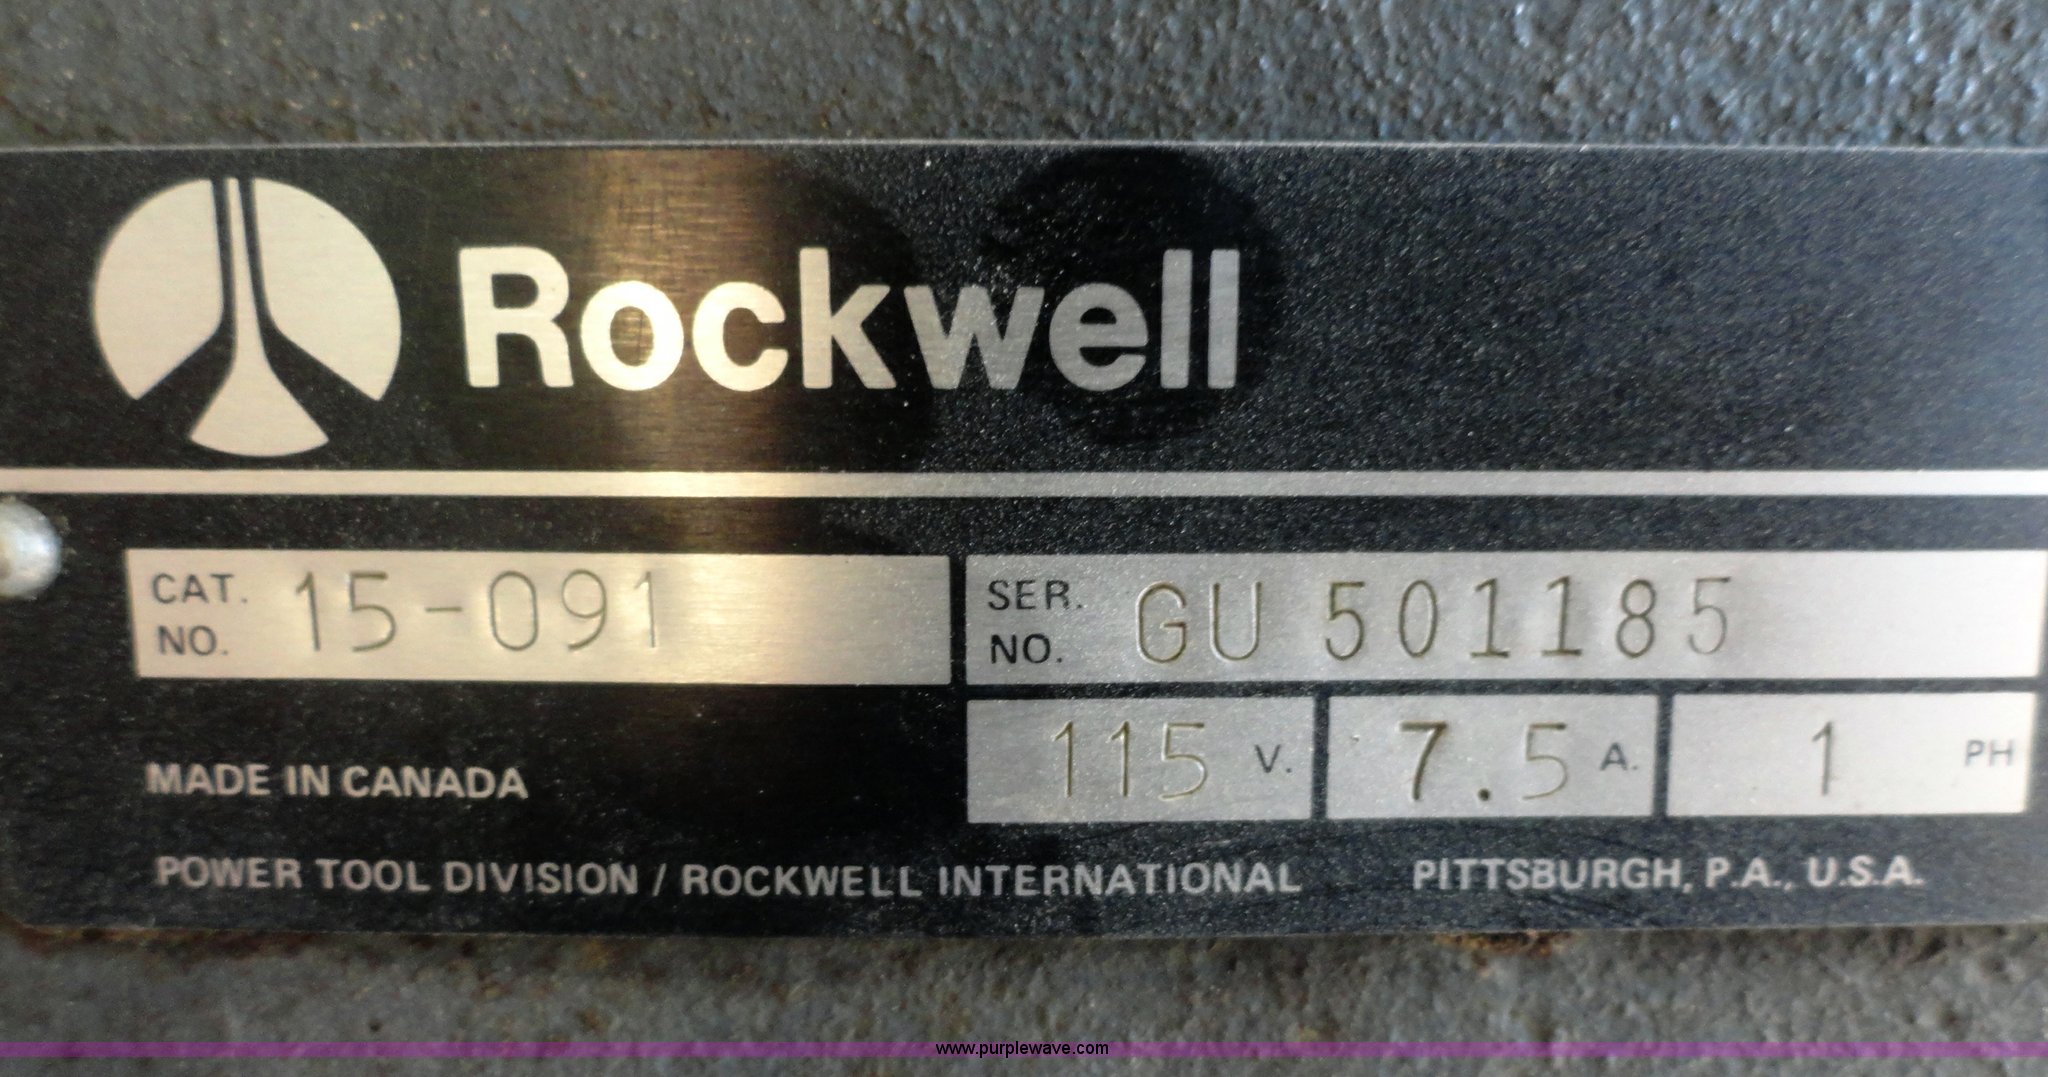 Rockwell
CAT. NO. 15-091
SER. NO. GU 501185
115 V. 7.5 A. 1 PH
MADE IN CANADA
POWER TOOL DIVISION / ROCKWELL INTERNATIONAL PITTSBURGH, P.A., U.S.A.
www.purplewave.com